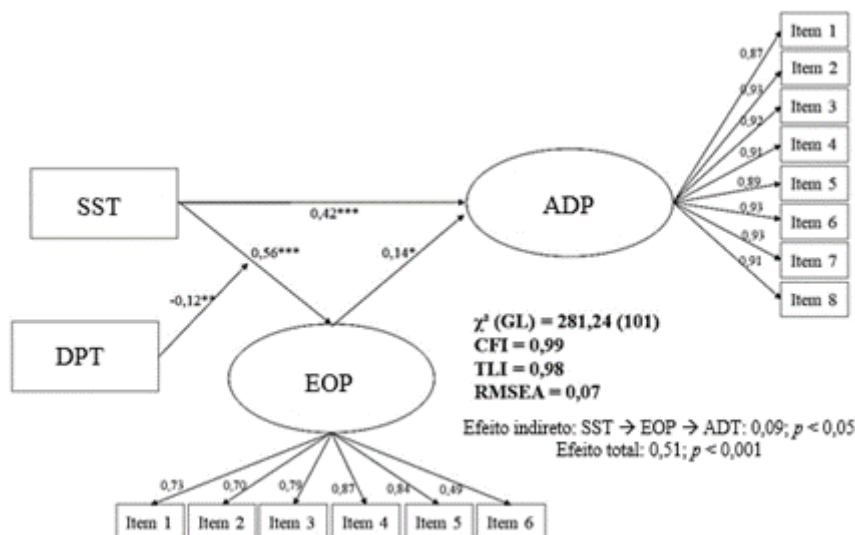 Item 1
0,87
Item 2
0,93
Item 3
0,92
Item 4
0,91
SST
ADP
0,89
Item 5
0,42***
0,93
Item 6
0,56***
0,14*
0,93
Item 7
0,91
-0,12**
Item 8
χ² (GL) = 281,24 (101)
CFI = 0,99
TLI = 0,98
RMSEA = 0,07
DPT
EOP
Efeito indireto: SST → EOP → ADT: 0,09; p < 0,05
Efeito total: 0,51; p < 0,001
0,73
0,70
0,79
0,87
0,84
0,49
Item 1
Item 2
Item 3
Item 4
Item 5
Item 6